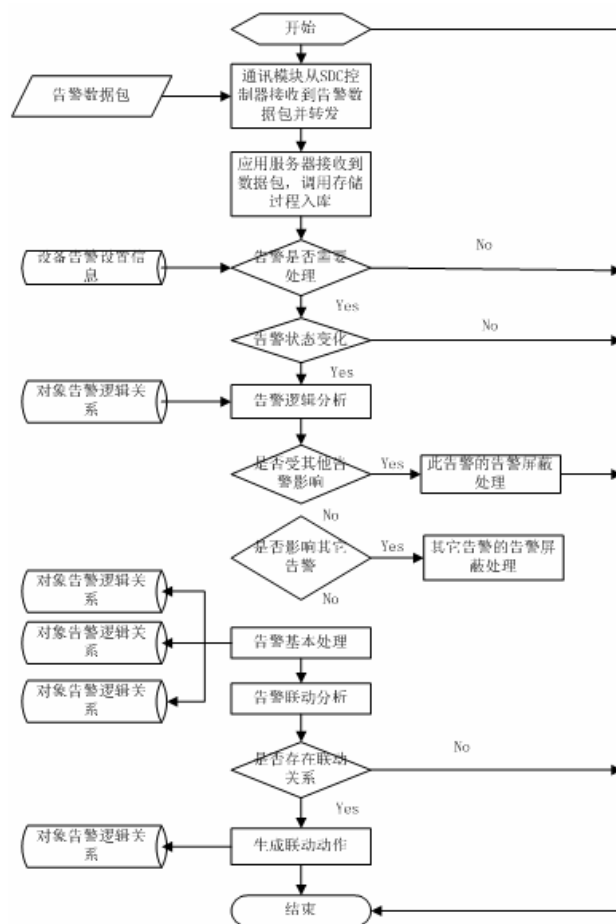 开始
告警数据包
通讯模块从SDC控
制器接收到告警数
据包并转发
应用服务器接收到
数据包，调用存储
过程入库
设备告警设置信
息
告警是否需要
处理
No
Yes
告警状态变化
No
Yes
对象告警逻辑关
系
告警逻辑分析
是否受其他告
警影响
Yes
此告警的告警屏蔽
处理
No
是否影响其它
告警
Yes
其它告警的告警屏
蔽处理
No
对象告警逻辑关
系
对象告警逻辑关
系
告警基本处理
对象告警逻辑关
系
告警联动分析
是否存在联动
关系
No
Yes
对象告警逻辑关
系
生成联动动作
结束